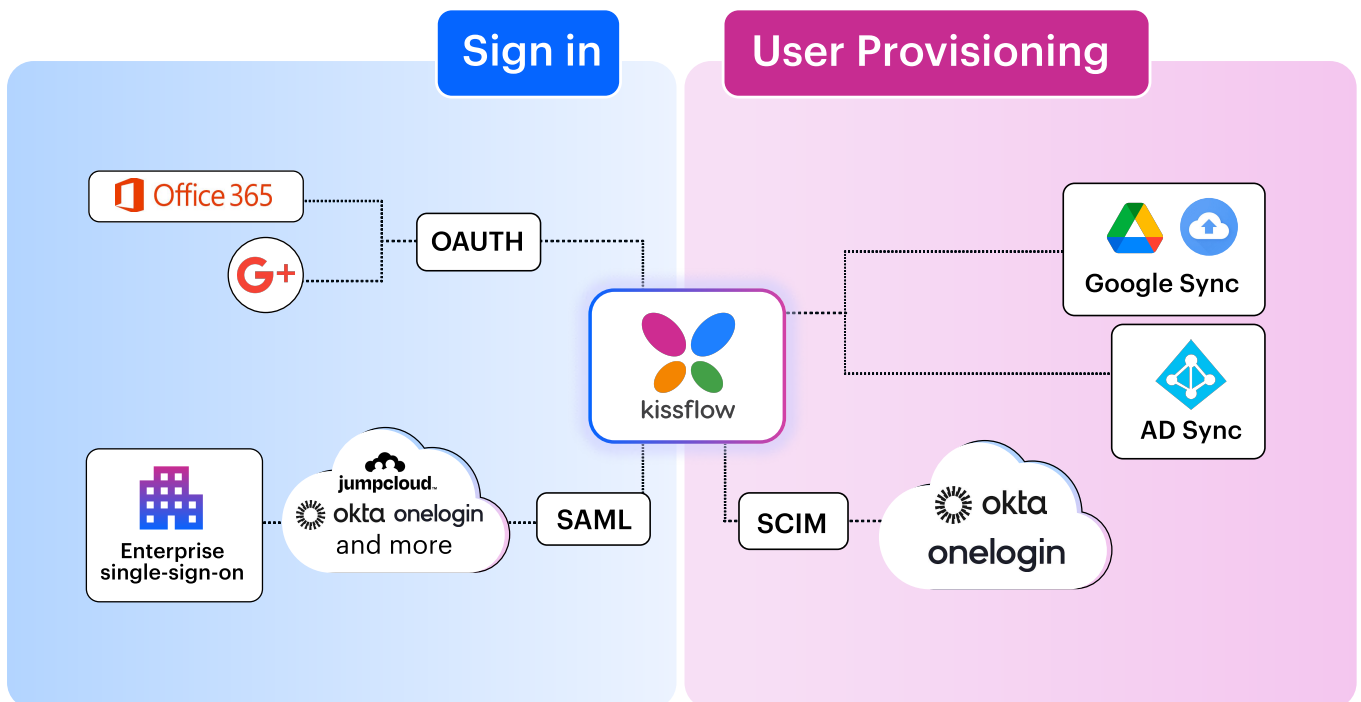 Sign in
User Provisioning
Office 365
G+
OAUTH
Google Sync
kissflow
AD Sync
Enterprise
single-sign-on
jumpcloud™
okta onelogin
and more
SAML
SCIM
okta
onelogin